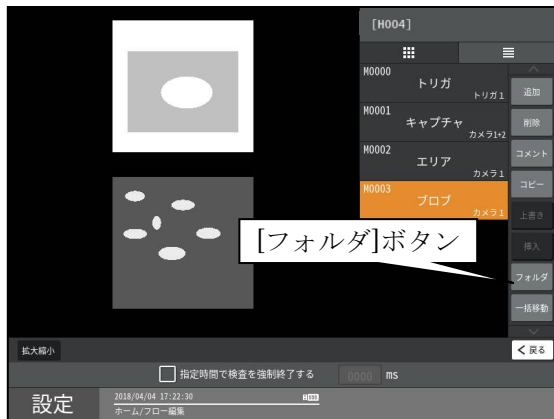 [H004]
M0000
トリガ
トリガ1
M0001
キャプチャ
カメラ1+2
M0002
エリア
カメラ1
M0003
ブロブ
カメラ1
追加
削除
コメント
コピー
上書き
挿入
フォルダ
一括移動
[フォルダ]ボタン
拡大縮小
戻る
指定時間で検査を強制終了する
0000 ms
設定
2018/04/04 17:22:30
ホーム/フロー編集